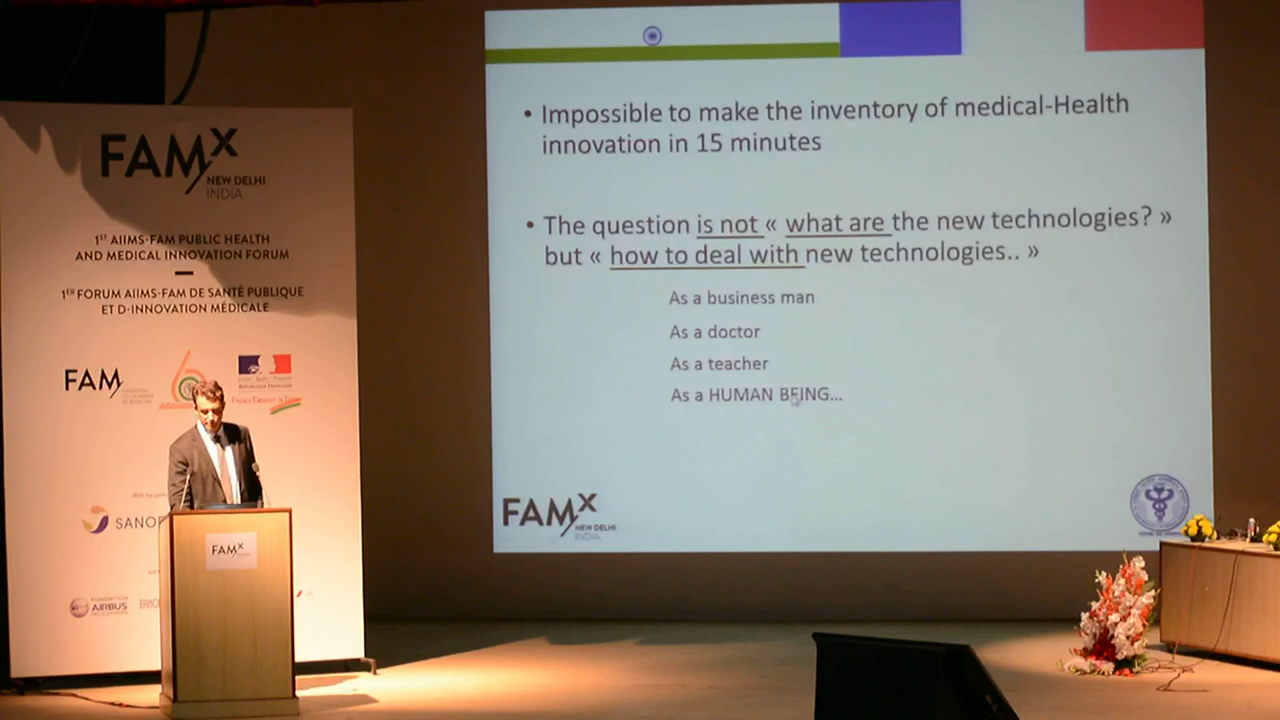 FAMx
NEW DELHI
INDIA
1ST AIIMS-FAM PUBLIC HEALTH
AND MEDICAL INNOVATION FORUM
1ER FORUM AIIMS-FAM DE SANTÉ PUBLIQUE
ET D-INNOVATION MÉDICALE
FAM
RÉPUBLIQUE FRANÇAISE
SANOF
AIRBUS
FAMx
• Impossible to make the inventory of medical-Health
innovation in 15 minutes
• The question is not « what are the new technologies? »
but « how to deal with new technologies.. »
As a business man
As a doctor
As a teacher
As a HUMAN BEING...
FAMx
NEW DELHI
INDIA